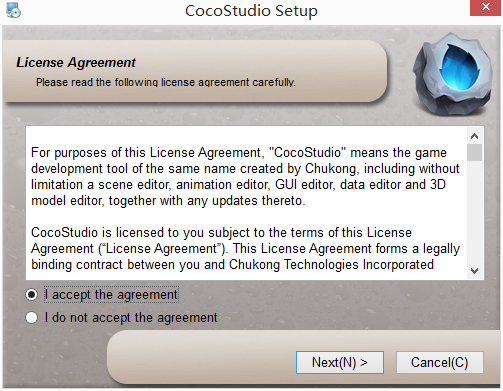 CocoStudio Setup
License Agreement
Please read the following license agreement carefully.
For purposes of this License Agreement, "CocoStudio" means the game
development tool of the same name created by Chukong, including without
limitation a scene editor, animation editor, GUI editor, data editor and 3D
model editor, together with any updates thereto.
CocoStudio is licensed to you subject to the terms of this License
Agreement (“License Agreement”). This License Agreement forms a legally
binding contract between you and Chukong Technologies Incorporated
I accept the agreement
I do not accept the agreement
Next(N) >
Cancel(C)